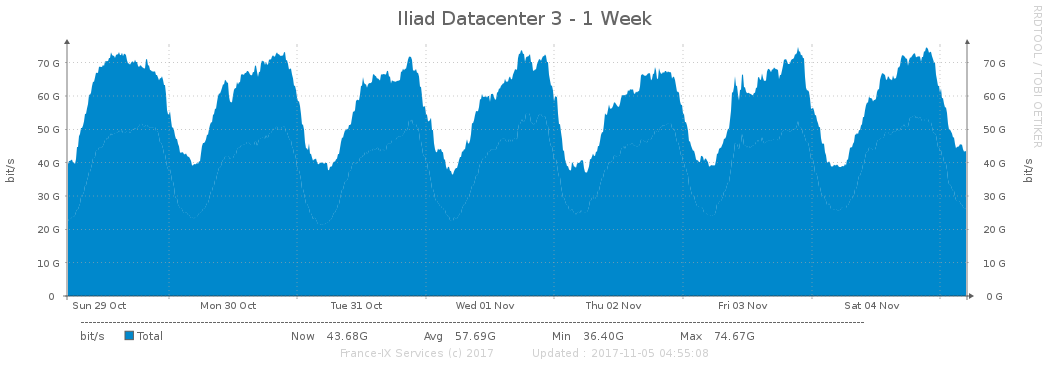 Iliad Datacenter 3 - 1 Week
RRDTOOL / TOBI OETIKER
bit/s
70 G 70 G
60 G 60 G
50 G 50 G
40 G 40 G
30 G 30 G
20 G 20 G
10 G 10 G
0 0 G
bit/s
Sun 29 Oct Mon 30 Oct Tue 31 Oct Wed 01 Nov Thu 02 Nov Fri 03 Nov Sat 04 Nov
bit/s Total Now 43.68G Avg 57.69G Min 36.40G Max 74.67G
France-IX Services (c) 2017 Updated : 2017-11-05 04:55:08